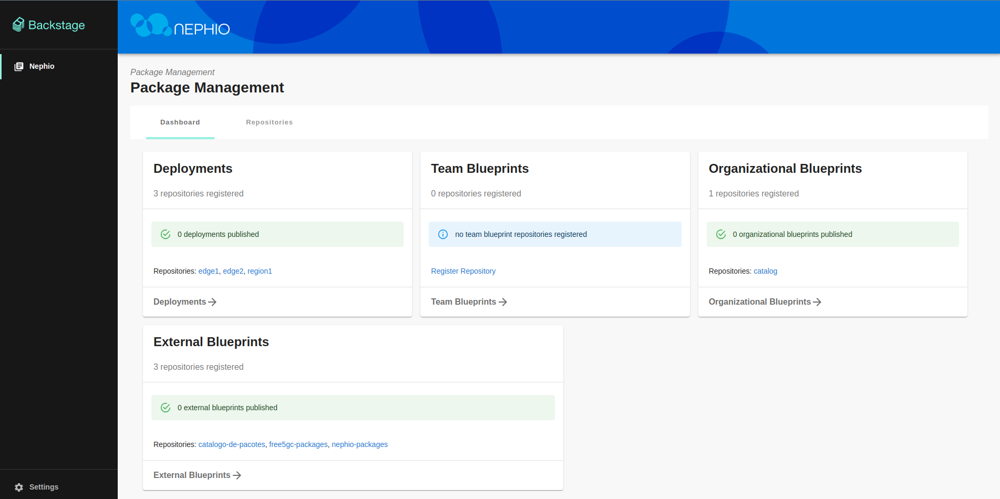 Backstage
NEPHIO
Nephio
Package Management
Package Management
Dashboard
Repositories
Deployments
3 repositories registered
0 deployments published
Repositories: edge1, edge2, region1
Deployments
Team Blueprints
0 repositories registered
no team blueprint repositories registered
Register Repository
Team Blueprints
Organizational Blueprints
1 repositories registered
0 organizational blueprints published
Repositories: catalog
Organizational Blueprints
External Blueprints
3 repositories registered
0 external blueprints published
Repositories: catalogo-de-pacotes, free5gc-packages, nephio-packages
External Blueprints
Settings